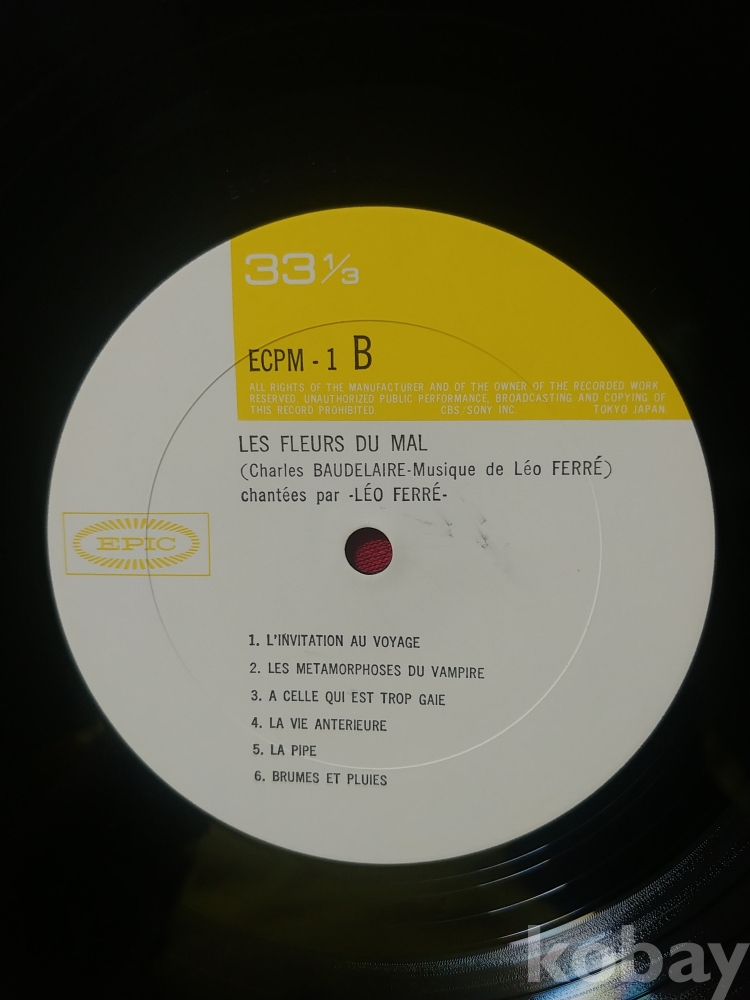 33 1/3
ECPM - 1 B
ALL RIGHTS OF THE MANUFACTURER AND OF THE OWNER OF THE RECORDED WORK
RESERVED. UNAUTHORIZED PUBLIC PERFORMANCE, BROADCASTING AND COPYING OF
THIS RECORD PROHIBITED. CBS/SONY INC. TOKYO JAPAN.
LES FLEURS DU MAL
(Charles BAUDELAIRE-Musique de Léo FERRÉ)
chantées par -LÉO FERRÉ-
EPIC
1. L'INVITATION AU VOYAGE
2. LES METAMORPHOSES DU VAMPIRE
3. A CELLE QUI EST TROP GAIE
4. LA VIE ANTERIEURE
5. LA PIPE
6. BRUMES ET PLUIES
kobay